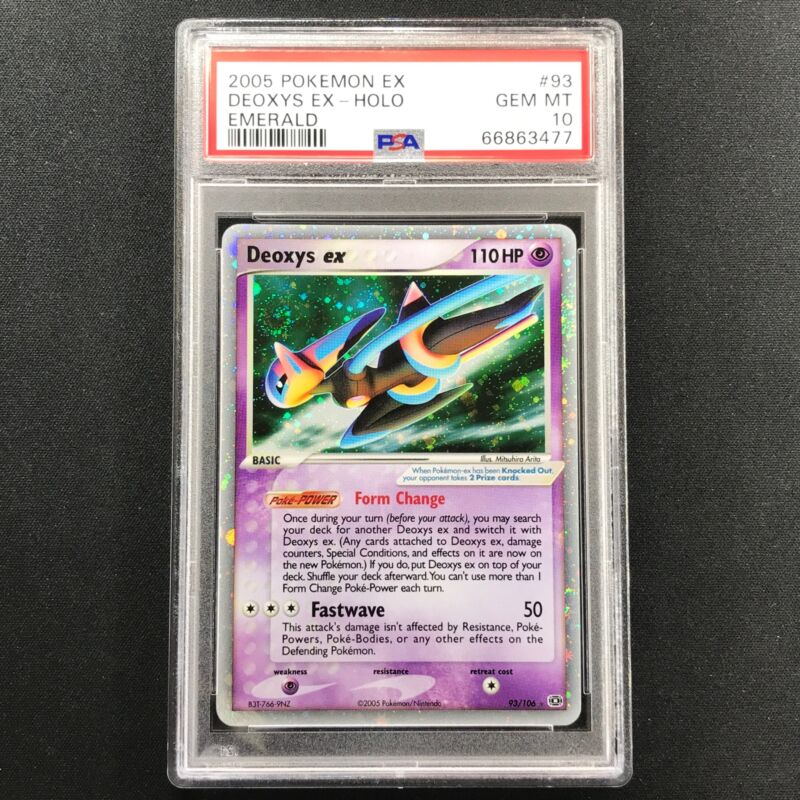 2005 POKEMON EX #93
DEOXYS EX – HOLO GEM MT
EMERALD 10
PSA 66863477
Deoxys ex 110 HP
BASIC Illus. Mitsuhiro Arita
When Pokémon-ex has been Knocked Out,
your opponent takes 2 Prize cards.
Poké-POWER Form Change
Once during your turn (before your attack), you may search
your deck for another Deoxys ex and switch it with
Deoxys ex. (Any cards attached to Deoxys ex, damage
counters, Special Conditions, and effects on it are now on
the new Pokémon.) If you do, put Deoxys ex on top of your
deck. Shuffle your deck afterward. You can't use more than 1
Form Change Poké-Power each turn.
Fastwave 50
This attack's damage isn't affected by Resistance, Poké-
Powers, Poké-Bodies, or any other effects on the
Defending Pokémon.
weakness resistance retreat cost
B3T-766-9NZ ©2005 Pokémon/Nintendo 93/106